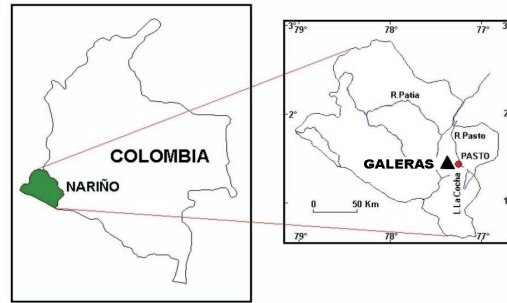 COLOMBIA
NARIÑO
79°
78°
77°
3°
2°
2
1
R. Patia
R. Pasto
PASTO
GALERAS
L. La Cocha
0 50 Km
79°
78°
77°